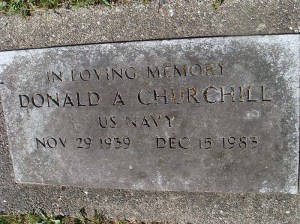 IN LOVING MEMORY
DONALD A CHURCHILL
US NAVY
NOV 29 1939 DEC 15 1983